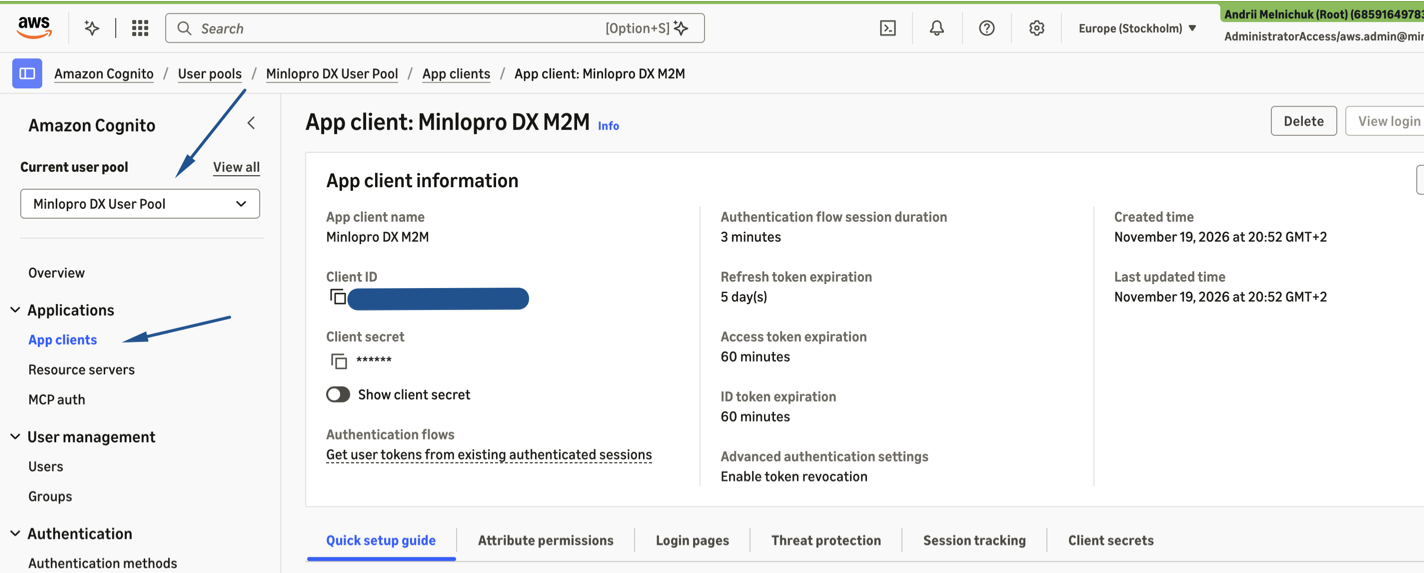 aws
Search
[Option+S]
Europe (Stockholm)
Andrii Melnichuk (Root) (68591649783
AdministratorAccess/aws.admin@mi
Amazon Cognito / User pools / Minlopro DX User Pool / App clients / App client: Minlopro DX M2M
Amazon Cognito
Current user pool
View all
Minlopro DX User Pool
Overview
Applications
App clients
Resource servers
MCP auth
User management
Users
Groups
Authentication
Authentication methods
App client: Minlopro DX M2M Info
Delete
View login
App client information
App client name
Minlopro DX M2M
Client ID
Client secret
******
Show client secret
Authentication flows
Get user tokens from existing authenticated sessions
Authentication flow session duration
3 minutes
Refresh token expiration
5 day(s)
Access token expiration
60 minutes
ID token expiration
60 minutes
Advanced authentication settings
Enable token revocation
Created time
November 19, 2026 at 20:52 GMT+2
Last updated time
November 19, 2026 at 20:52 GMT+2
Quick setup guide
Attribute permissions
Login pages
Threat protection
Session tracking
Client secrets